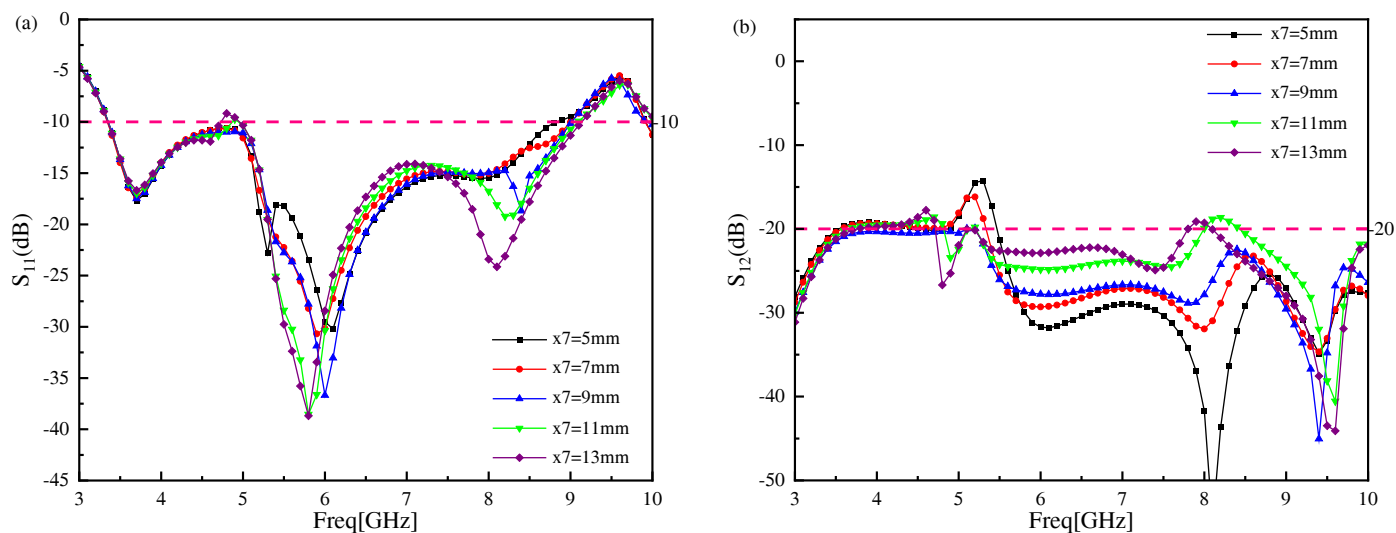 (a)
0
-5
-10
-15
-20
-25
-30
-35
-40
-45
S11(dB)
3 4 5 6 7 8 9 10
Freq[GHz]
-10
x7=5mm
x7=7mm
x7=9mm
x7=11mm
x7=13mm
(b)
0
-10
-20
-30
-40
-50
S12(dB)
3 4 5 6 7 8 9 10
Freq[GHz]
-20
x7=5mm
x7=7mm
x7=9mm
x7=11mm
x7=13mm